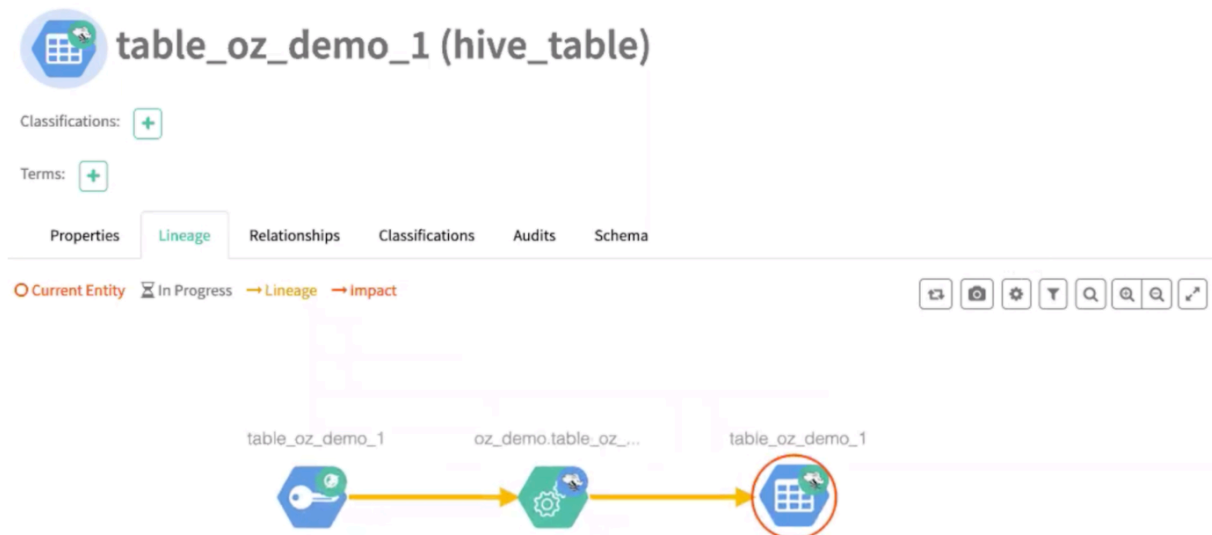 table_oz_demo_1 (hive_table)
Classifications: +
Terms: +
Properties Lineage Relationships Classifications Audits Schema
Current Entity In Progress Lineage Impact
table_oz_demo_1 oz_demo.table_oz_... table_oz_demo_1